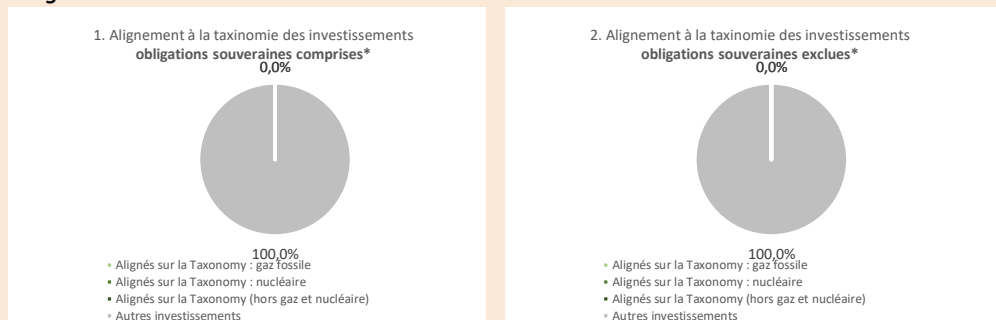 1. Alignement à la taxinomie des investissements
obligations souveraines comprises*
0,0%
100,0%
Alignés sur la Taxonomy : gaz fossile
Alignés sur la Taxonomy : nucléaire
Alignés sur la Taxonomy (hors gaz et nucléaire)
Autres investissements
2. Alignement à la taxinomie des investissements
obligations souveraines exclues*
0,0%
100,0%
Alignés sur la Taxonomy : gaz fossile
Alignés sur la Taxonomy : nucléaire
Alignés sur la Taxonomy (hors gaz et nucléaire)
Autres investissements